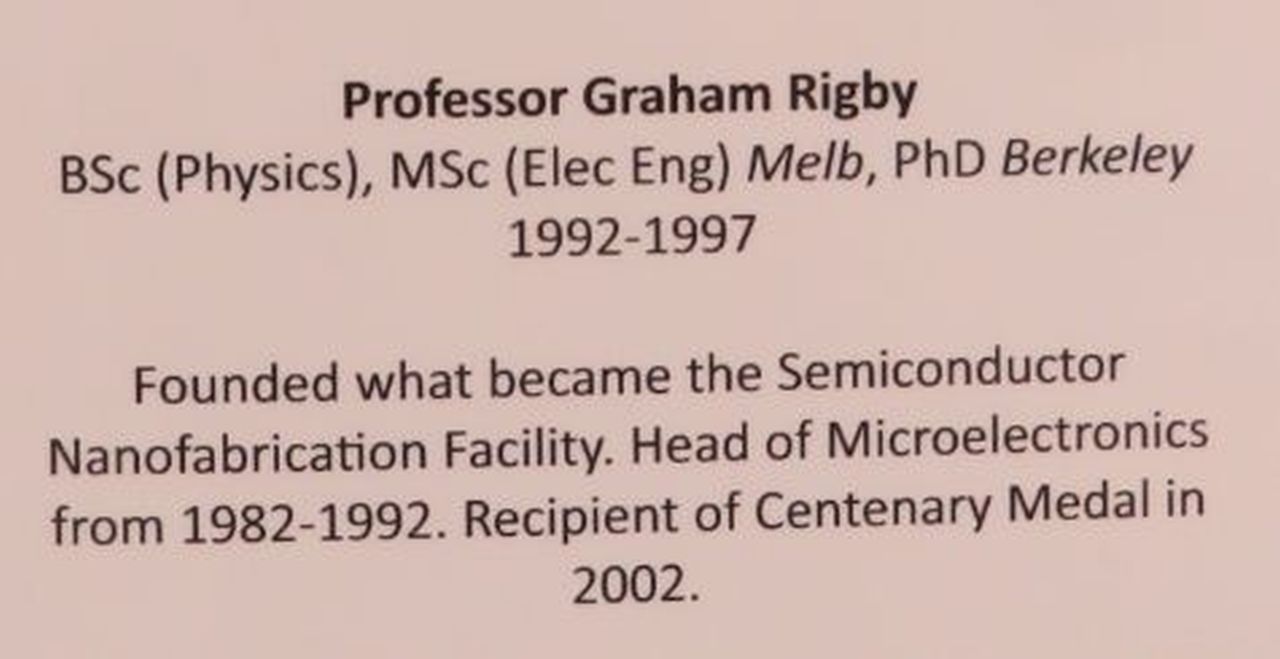 Professor Graham Rigby
BSc (Physics), MSc (Elec Eng) Melb, PhD Berkeley
1992-1997
Founded what became the Semiconductor
Nanofabrication Facility. Head of Microelectronics
from 1982-1992. Recipient of Centenary Medal in
2002.